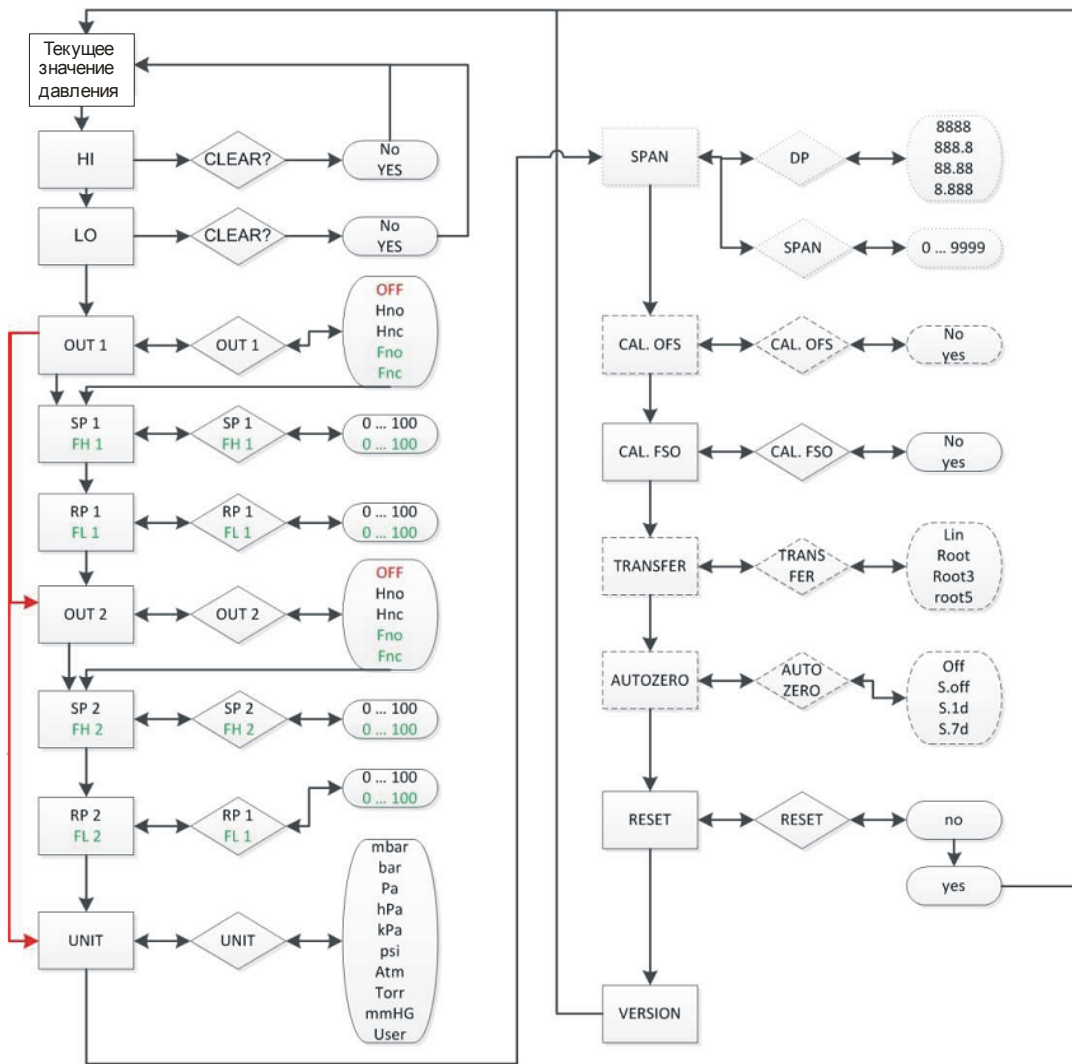 Текущее
значение
давления
HI
CLEAR?
No
YES
LO
CLEAR?
No
YES
OUT 1
OUT 1
OFF
Hno
Hnc
Fno
Fnc
SP 1
FH 1
SP 1
FH 1
0 ... 100
0 ... 100
RP 1
FL 1
RP 1
FL 1
0 ... 100
0 ... 100
OUT 2
OUT 2
OFF
Hno
Hnc
Fno
Fnc
SP 2
FH 2
SP 2
FH 2
0 ... 100
0 ... 100
RP 2
FL 2
RP 1
FL 1
0 ... 100
0 ... 100
UNIT
UNIT
mbar
bar
Pa
hPa
kPa
psi
Atm
Torr
mmHG
User
SPAN
DP
8888
888.8
88.88
8.888
SPAN
0 ... 9999
CAL. OFS
CAL. OFS
No
yes
CAL. FSO
CAL. FSO
No
yes
TRANSFER
TRANS
FER
Lin
Root
Root3
root5
AUTOZERO
AUTO
ZERO
Off
S.off
S.1d
S.7d
RESET
RESET
no
yes
VERSION